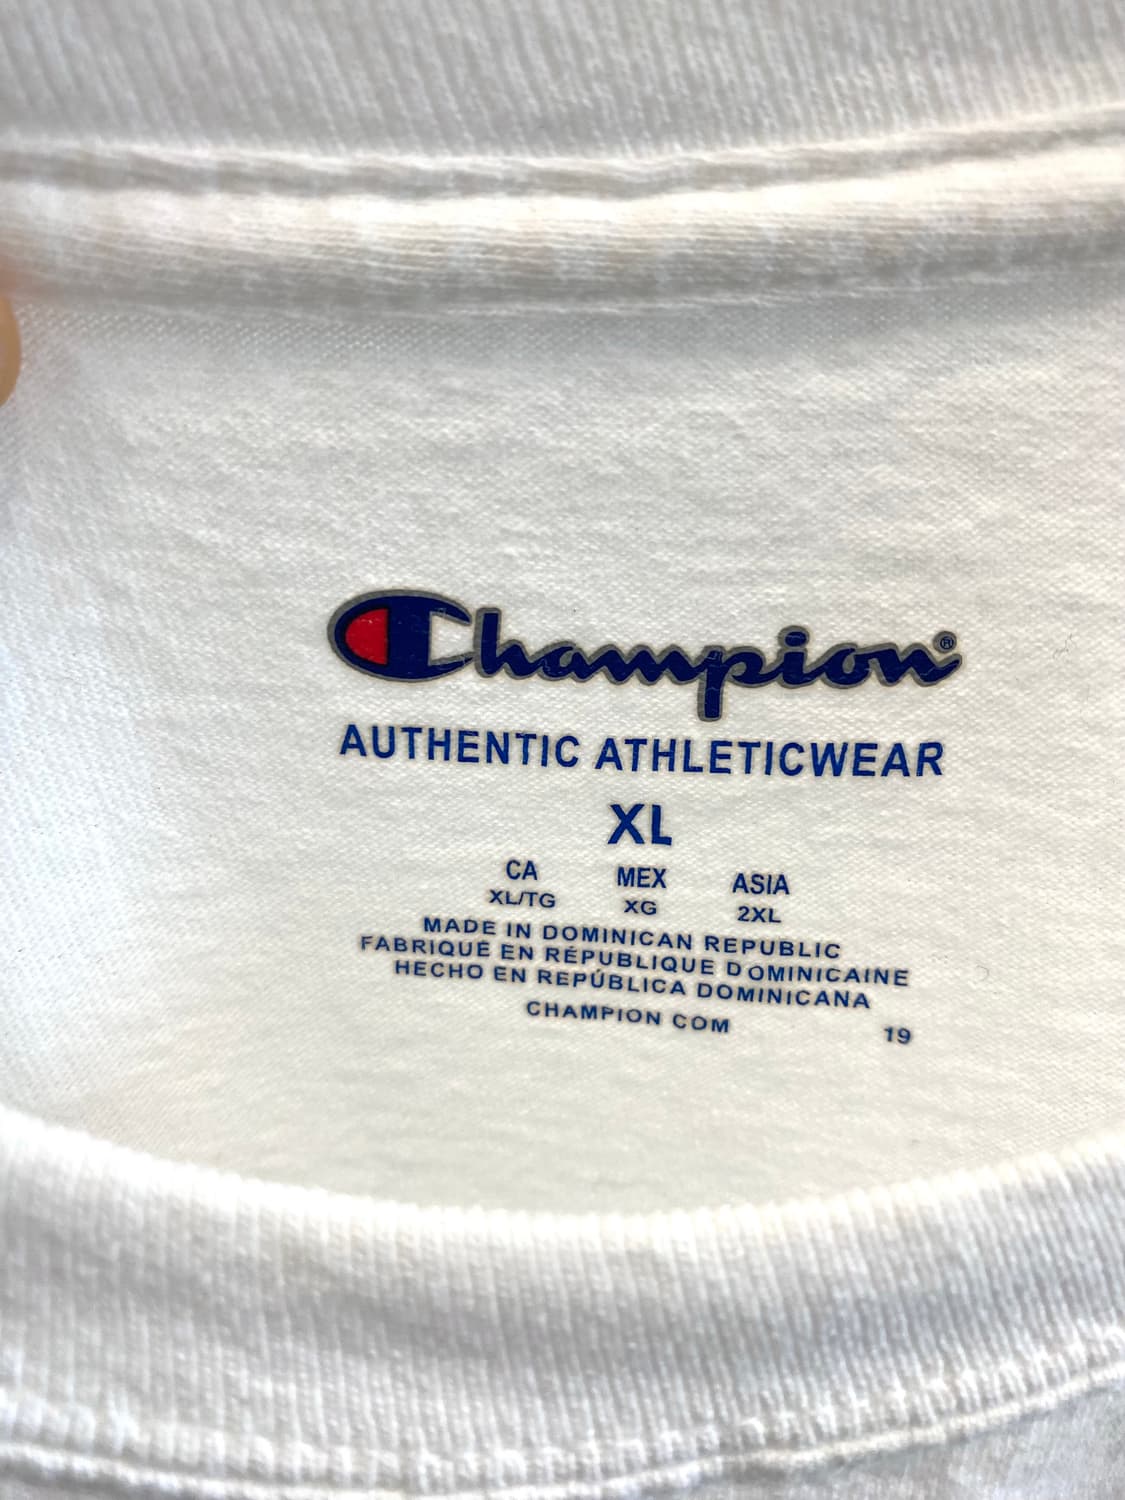 Champion®
AUTHENTIC ATHLETICWEAR
XL
CA MEX ASIA
XL/TG XG 2XL
MADE IN DOMINICAN REPUBLIC
FABRIQUÉ EN RÉPUBLIQUE DOMINICAINE
HECHO EN REPÚBLICA DOMINICANA
CHAMPION COM
19